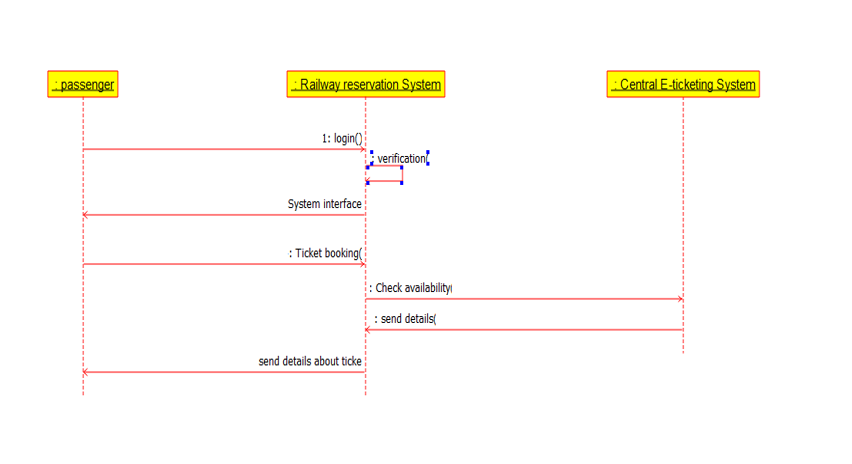 : passenger
: Railway reservation System
: Central E-ticketing System
1: login()
: verification(
System interface
: Ticket booking(
: Check availability(
: send details(
send details about ticke